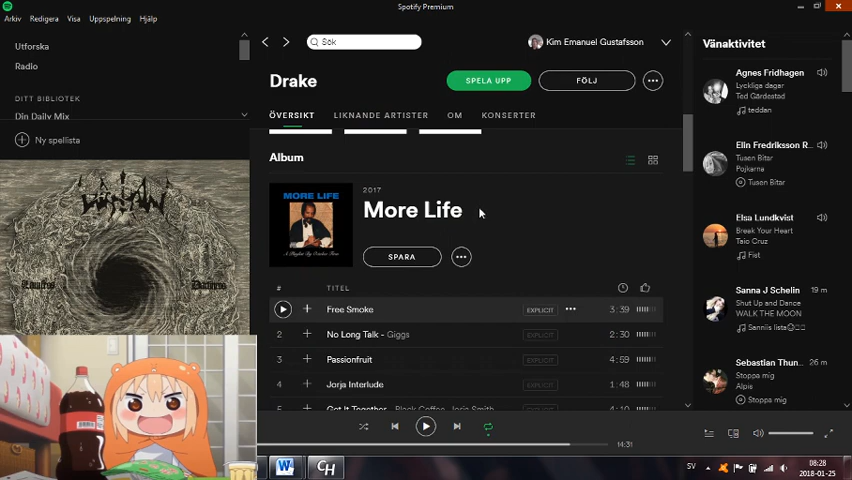 Spotify Premium
Arkiv Redigera Visa Uppspelning Hjälp
Utforska
Radio
DITT BIBLIOTEK
Din Daily Mix
Ny spellista
Sök
Kim Emanuel Gustafsson
Drake
SPELA UPP
FÖLJ
ÖVERSIKT LIKNANDE ARTISTER OM KONSERTER
Album
MORE LIFE
2017
More Life
SPARA
# TITEL
Free Smoke EXPLICIT 3:39
2 No Long Talk - Giggs EXPLICIT 2:30
3 Passionfruit EXPLICIT 4:59
4 Jorja Interlude EXPLICIT 1:48
5 Get It Together - Black Coffee, Jorja Smith EXPLICIT 4:10
14:31
Vänaktivitet
Agnes Fridhagen
Lyckliga dagar
Ted Gärdestad
teddan
Elin Fredriksson R...
Tusen Bitar
Pojkarna
Tusen Bitar
Elsa Lundkvist
Break Your Heart
Taio Cruz
Fist
Sanna J Schelin 19 m
Shut Up and Dance
WALK THE MOON
Sanniis lista
Sebastian Thun... 26 m
Stoppa mig
Alpis
Stoppa mig
SV
08:28
2018-01-25